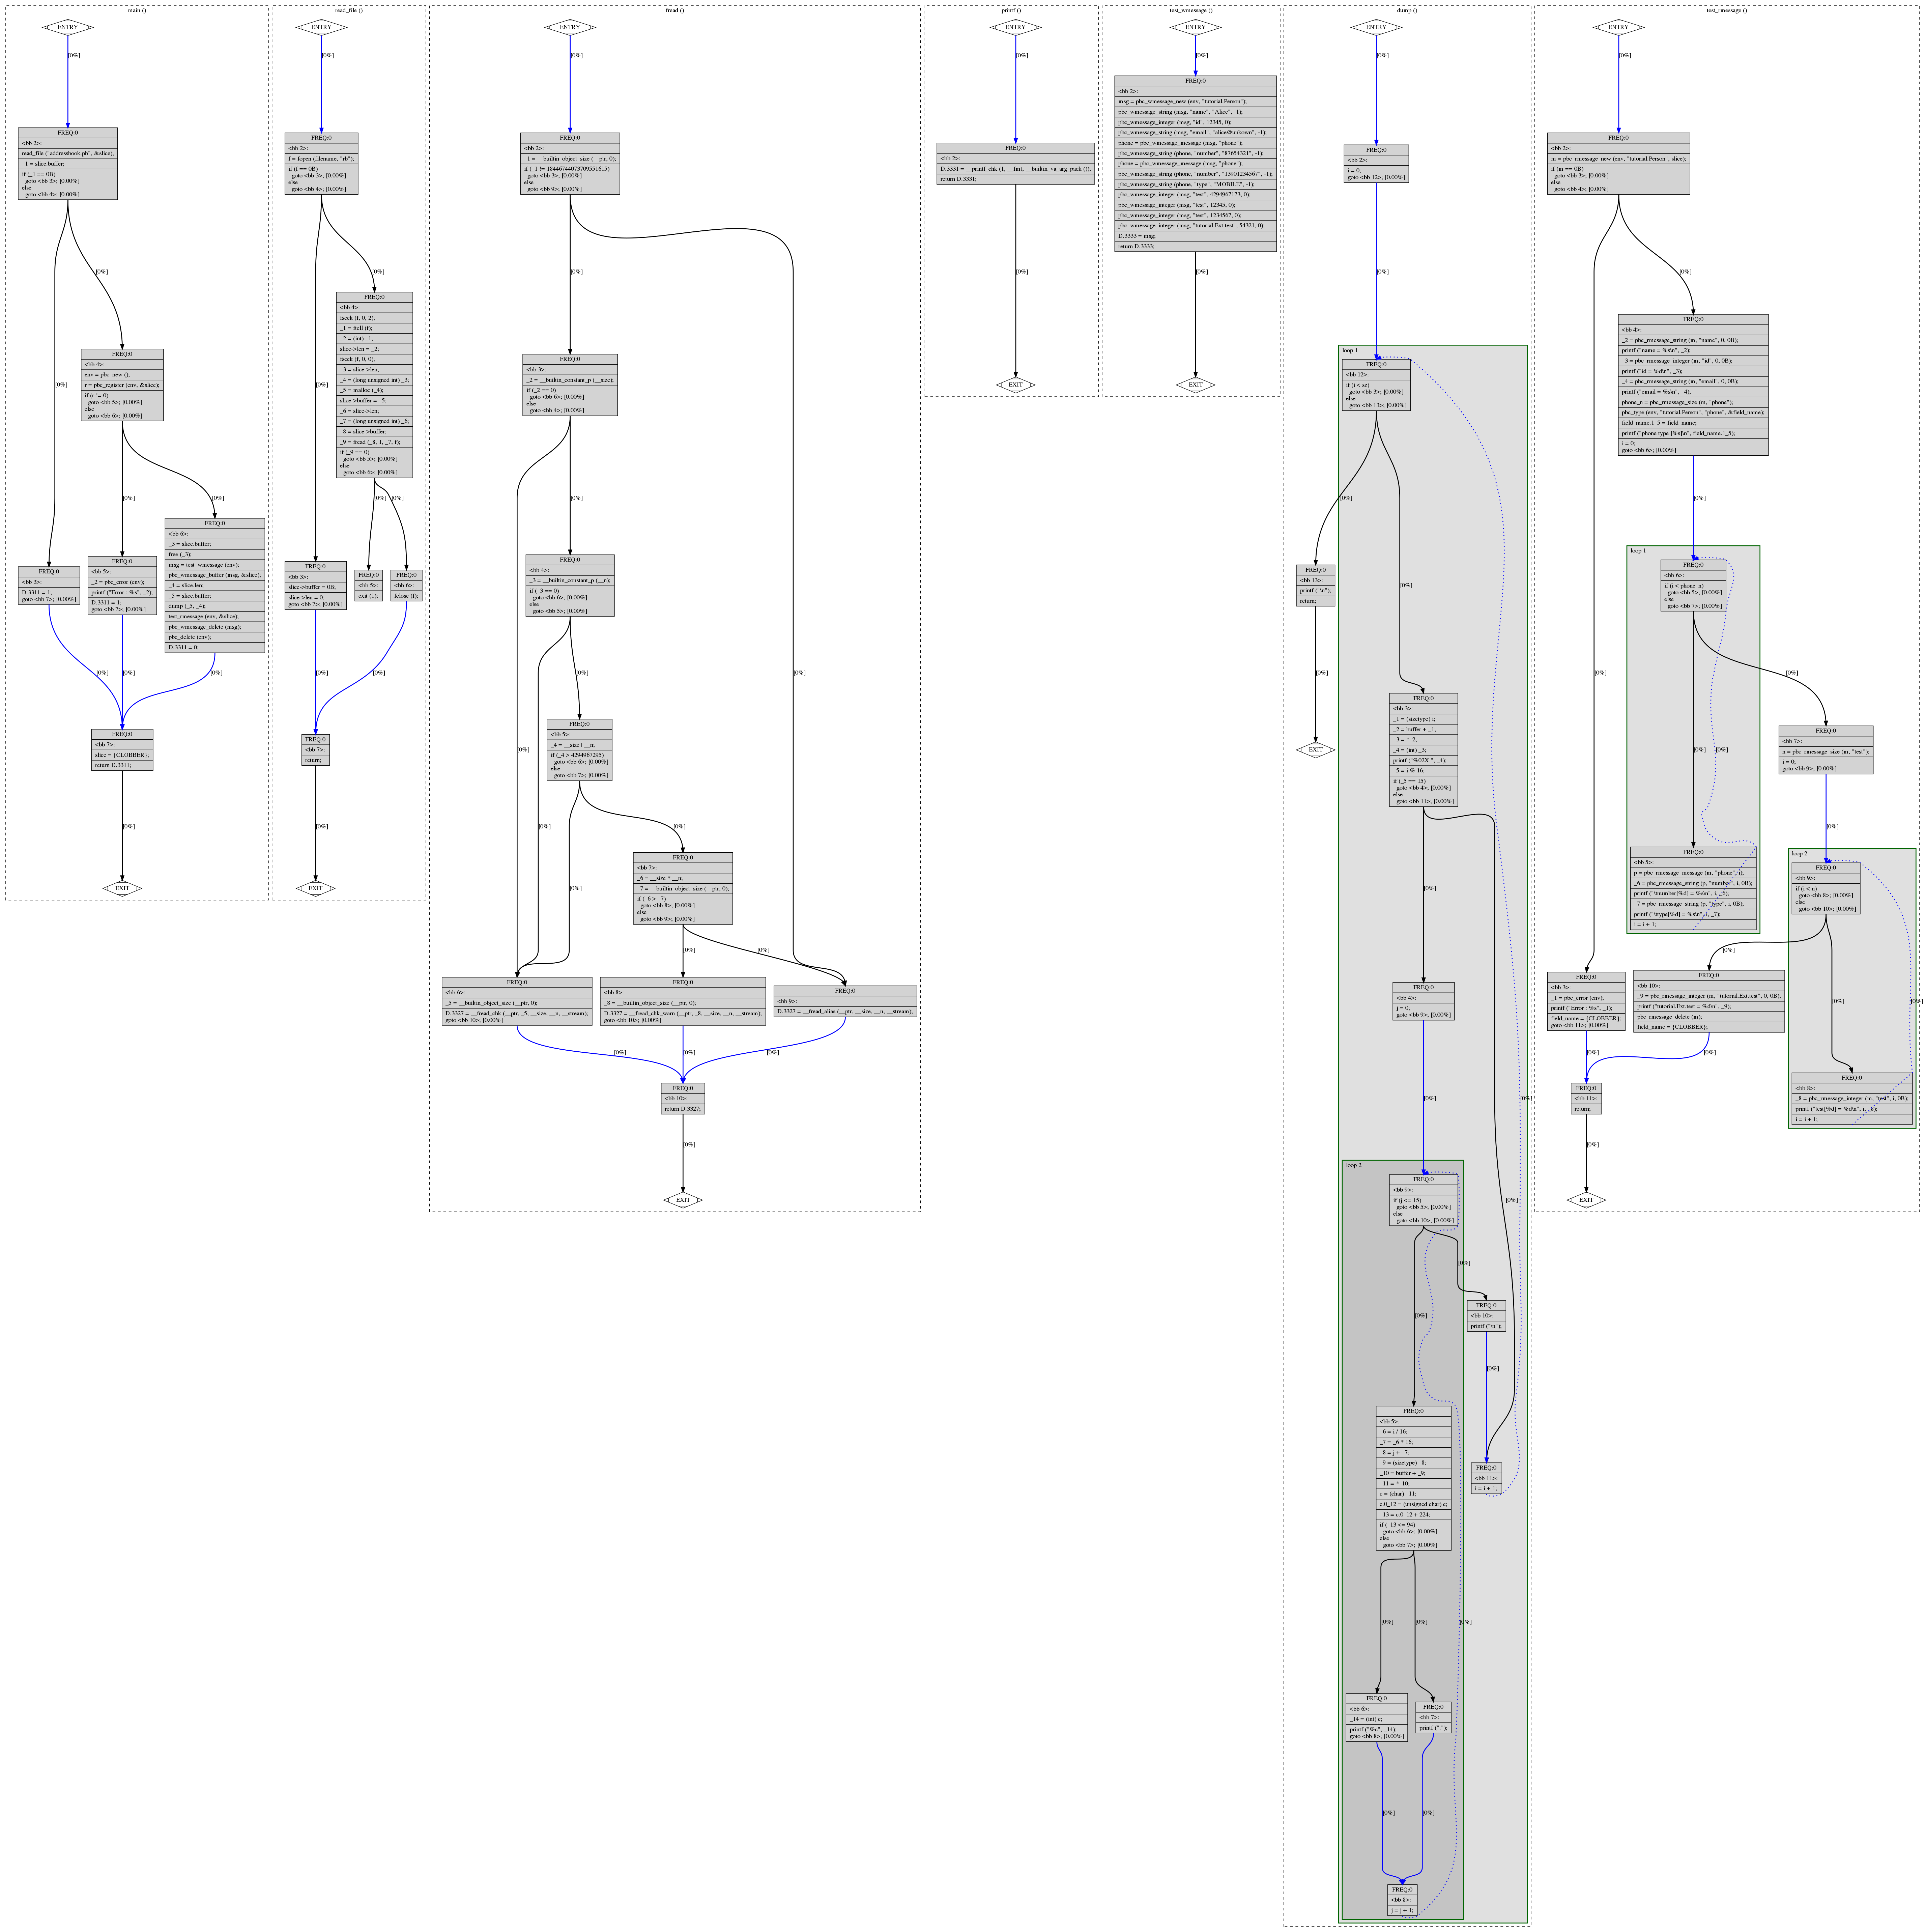 main ()
ENTRY
[0%]
FREQ:0
<bb 2>:
read_file ("addressbook.pb", &slice);
_1 = slice.buffer;
if (_1 == 0B)
goto <bb 3>; [0.00%]
else
goto <bb 4>; [0.00%]
[0%]
[0%]
FREQ:0
<bb 4>:
env = pbc_new ();
r = pbc_register (env, &slice);
if (r != 0)
goto <bb 5>; [0.00%]
else
goto <bb 6>; [0.00%]
[0%]
[0%]
FREQ:0
<bb 3>:
D.3311 = 1;
goto <bb 7>; [0.00%]
FREQ:0
<bb 5>:
_2 = pbc_error (env);
printf ("Error : %s", _2);
D.3311 = 1;
goto <bb 7>; [0.00%]
FREQ:0
<bb 6>:
_3 = slice.buffer;
free (_3);
msg = test_wmessage (env);
pbc_wmessage_buffer (msg, &slice);
_4 = slice.len;
_5 = slice.buffer;
dump (_5, _4);
test_rmessage (env, &slice);
pbc_wmessage_delete (msg);
pbc_delete (env);
D.3311 = 0;
[0%]
[0%]
[0%]
FREQ:0
<bb 7>:
slice = {CLOBBER};
return D.3311;
[0%]
EXIT
read_file ()
ENTRY
[0%]
FREQ:0
<bb 2>:
f = fopen (filename, "rb");
if (f == 0B)
goto <bb 3>; [0.00%]
else
goto <bb 4>; [0.00%]
[0%]
[0%]
FREQ:0
<bb 4>:
fseek (f, 0, 2);
_1 = ftell (f);
_2 = (int) _1;
slice->len = _2;
fseek (f, 0, 0);
_3 = slice->len;
_4 = (long unsigned int) _3;
_5 = malloc (_4);
slice->buffer = _5;
_6 = slice->len;
_7 = (long unsigned int) _6;
_8 = slice->buffer;
_9 = fread (_8, 1, _7, f);
if (_9 == 0)
goto <bb 5>; [0.00%]
else
goto <bb 6>; [0.00%]
[0%]
[0%]
FREQ:0
<bb 3>:
slice->buffer = 0B;
slice->len = 0;
goto <bb 7>; [0.00%]
FREQ:0
<bb 5>:
exit (1);
FREQ:0
<bb 6>:
fclose (f);
[0%]
[0%]
FREQ:0
<bb 7>:
return;
[0%]
EXIT
fread ()
ENTRY
[0%]
FREQ:0
<bb 2>:
_1 = __builtin_object_size (__ptr, 0);
if (_1 != 18446744073709551615)
goto <bb 3>; [0.00%]
else
goto <bb 9>; [0.00%]
[0%]
[0%]
FREQ:0
<bb 3>:
_2 = __builtin_constant_p (__size);
if (_2 == 0)
goto <bb 6>; [0.00%]
else
goto <bb 4>; [0.00%]
[0%]
[0%]
FREQ:0
<bb 4>:
_3 = __builtin_constant_p (__n);
if (_3 == 0)
goto <bb 6>; [0.00%]
else
goto <bb 5>; [0.00%]
[0%]
[0%]
FREQ:0
<bb 5>:
_4 = __size | __n;
if (_4 > 4294967295)
goto <bb 6>; [0.00%]
else
goto <bb 7>; [0.00%]
[0%]
[0%]
FREQ:0
<bb 7>:
_6 = __size * __n;
_7 = __builtin_object_size (__ptr, 0);
if (_6 > _7)
goto <bb 8>; [0.00%]
else
goto <bb 9>; [0.00%]
[0%]
[0%]
FREQ:0
<bb 6>:
_5 = __builtin_object_size (__ptr, 0);
D.3327 = __fread_chk (__ptr, _5, __size, __n, __stream);
goto <bb 10>; [0.00%]
FREQ:0
<bb 8>:
_8 = __builtin_object_size (__ptr, 0);
D.3327 = __fread_chk_warn (__ptr, _8, __size, __n, __stream);
goto <bb 10>; [0.00%]
FREQ:0
<bb 9>:
D.3327 = __fread_alias (__ptr, __size, __n, __stream);
[0%]
[0%]
[0%]
FREQ:0
<bb 10>:
return D.3327;
[0%]
EXIT
printf ()
ENTRY
[0%]
FREQ:0
<bb 2>:
D.3331 = __printf_chk (1, __fmt, __builtin_va_arg_pack ());
return D.3331;
[0%]
EXIT
test_wmessage ()
ENTRY
[0%]
FREQ:0
<bb 2>:
msg = pbc_wmessage_new (env, "tutorial.Person");
pbc_wmessage_string (msg, "name", "Alice", -1);
pbc_wmessage_integer (msg, "id", 12345, 0);
pbc_wmessage_string (msg, "email", "alice@unkown", -1);
phone = pbc_wmessage_message (msg, "phone");
pbc_wmessage_string (phone, "number", "87654321", -1);
phone = pbc_wmessage_message (msg, "phone");
pbc_wmessage_string (phone, "number", "13901234567", -1);
pbc_wmessage_string (phone, "type", "MOBILE", -1);
pbc_wmessage_integer (msg, "test", 4294967173, 0);
pbc_wmessage_integer (msg, "test", 12345, 0);
pbc_wmessage_integer (msg, "test", 1234567, 0);
pbc_wmessage_integer (msg, "tutorial.Ext.test", 54321, 0);
D.3333 = msg;
return D.3333;
[0%]
EXIT
dump ()
ENTRY
[0%]
FREQ:0
<bb 2>:
i = 0;
goto <bb 12>; [0.00%]
[0%]
loop 1
FREQ:0
<bb 12>:
if (i < sz)
goto <bb 3>; [0.00%]
else
goto <bb 13>; [0.00%]
[0%]
[0%]
FREQ:0
<bb 13>:
printf ("\n");
return;
[0%]
EXIT
FREQ:0
<bb 3>:
_1 = (sizetype) i;
_2 = buffer + _1;
_3 = *_2;
_4 = (int) _3;
printf ("%02X ", _4);
_5 = i % 16;
if (_5 == 15)
goto <bb 4>; [0.00%]
else
goto <bb 11>; [0.00%]
[0%]
[0%]
FREQ:0
<bb 4>:
j = 0;
goto <bb 9>; [0.00%]
[0%]
[0%]
loop 2
FREQ:0
<bb 9>:
if (j <= 15)
goto <bb 5>; [0.00%]
else
goto <bb 10>; [0.00%]
[0%]
[0%]
FREQ:0
<bb 10>:
printf ("\n");
[0%]
FREQ:0
<bb 5>:
_6 = i / 16;
_7 = _6 * 16;
_8 = j + _7;
_9 = (sizetype) _8;
_10 = buffer + _9;
_11 = *_10;
c = (char) _11;
c.0_12 = (unsigned char) c;
_13 = c.0_12 + 224;
if (_13 <= 94)
goto <bb 6>; [0.00%]
else
goto <bb 7>; [0.00%]
FREQ:0
<bb 11>:
i = i + 1;
[0%]
[0%]
[0%]
FREQ:0
<bb 6>:
_14 = (int) c;
printf ("%c", _14);
goto <bb 8>; [0.00%]
FREQ:0
<bb 7>:
printf (".");
[0%]
[0%]
FREQ:0
<bb 8>:
j = j + 1;
test_rmessage ()
ENTRY
[0%]
FREQ:0
<bb 2>:
m = pbc_rmessage_new (env, "tutorial.Person", slice);
if (m == 0B)
goto <bb 3>; [0.00%]
else
goto <bb 4>; [0.00%]
[0%]
[0%]
FREQ:0
<bb 4>:
_2 = pbc_rmessage_string (m, "name", 0, 0B);
printf ("name = %s\n", _2);
_3 = pbc_rmessage_integer (m, "id", 0, 0B);
printf ("id = %d\n", _3);
_4 = pbc_rmessage_string (m, "email", 0, 0B);
printf ("email = %s\n", _4);
phone_n = pbc_rmessage_size (m, "phone");
pbc_type (env, "tutorial.Person", "phone", &field_name);
field_name.1_5 = field_name;
printf ("phone type [%s]\n", field_name.1_5);
i = 0;
goto <bb 6>; [0.00%]
[0%]
loop 1
FREQ:0
<bb 6>:
if (i < phone_n)
goto <bb 5>; [0.00%]
else
goto <bb 7>; [0.00%]
[0%]
[0%]
[0%]
FREQ:0
<bb 7>:
n = pbc_rmessage_size (m, "test");
i = 0;
goto <bb 9>; [0.00%]
[0%]
FREQ:0
<bb 5>:
p = pbc_rmessage_message (m, "phone", i);
_6 = pbc_rmessage_string (p, "number", i, 0B);
printf ("\tnumber[%d] = %s\n", i, _6);
_7 = pbc_rmessage_string (p, "type", i, 0B);
printf ("\ttype[%d] = %s\n", i, _7);
i = i + 1;
loop 2
FREQ:0
<bb 9>:
if (i < n)
goto <bb 8>; [0.00%]
else
goto <bb 10>; [0.00%]
[0%]
[0%]
[0%]
FREQ:0
<bb 3>:
_1 = pbc_error (env);
printf ("Error : %s", _1);
field_name = {CLOBBER};
goto <bb 11>; [0.00%]
FREQ:0
<bb 10>:
_9 = pbc_rmessage_integer (m, "tutorial.Ext.test", 0, 0B);
printf ("tutorial.Ext.test = %d\n", _9);
pbc_rmessage_delete (m);
field_name = {CLOBBER};
[0%]
[0%]
FREQ:0
<bb 8>:
_8 = pbc_rmessage_integer (m, "test", i, 0B);
printf ("test[%d] = %d\n", i, _8);
i = i + 1;
FREQ:0
<bb 11>:
return;
[0%]
EXIT